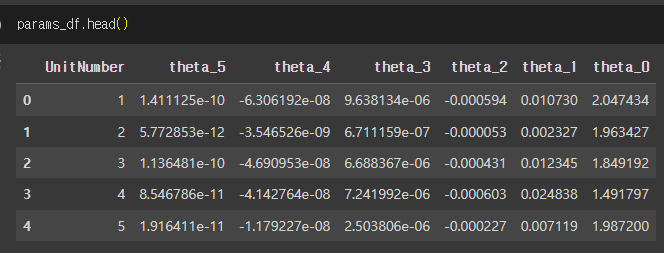 params_df.head()
UnitNumber theta_5 theta_4 theta_3 theta_2 theta_1 theta_0
0 1 1.411125e-10 -6.306192e-08 9.638134e-06 -0.000594 0.010730 2.047434
1 2 5.772853e-12 -3.546526e-09 6.711159e-07 -0.000053 0.002327 1.963427
2 3 1.136481e-10 -4.690953e-08 6.688367e-06 -0.000431 0.012345 1.849192
3 4 8.546786e-11 -4.142764e-08 7.241992e-06 -0.000603 0.024838 1.491797
4 5 1.916411e-11 -1.179227e-08 2.503806e-06 -0.000227 0.007119 1.987200